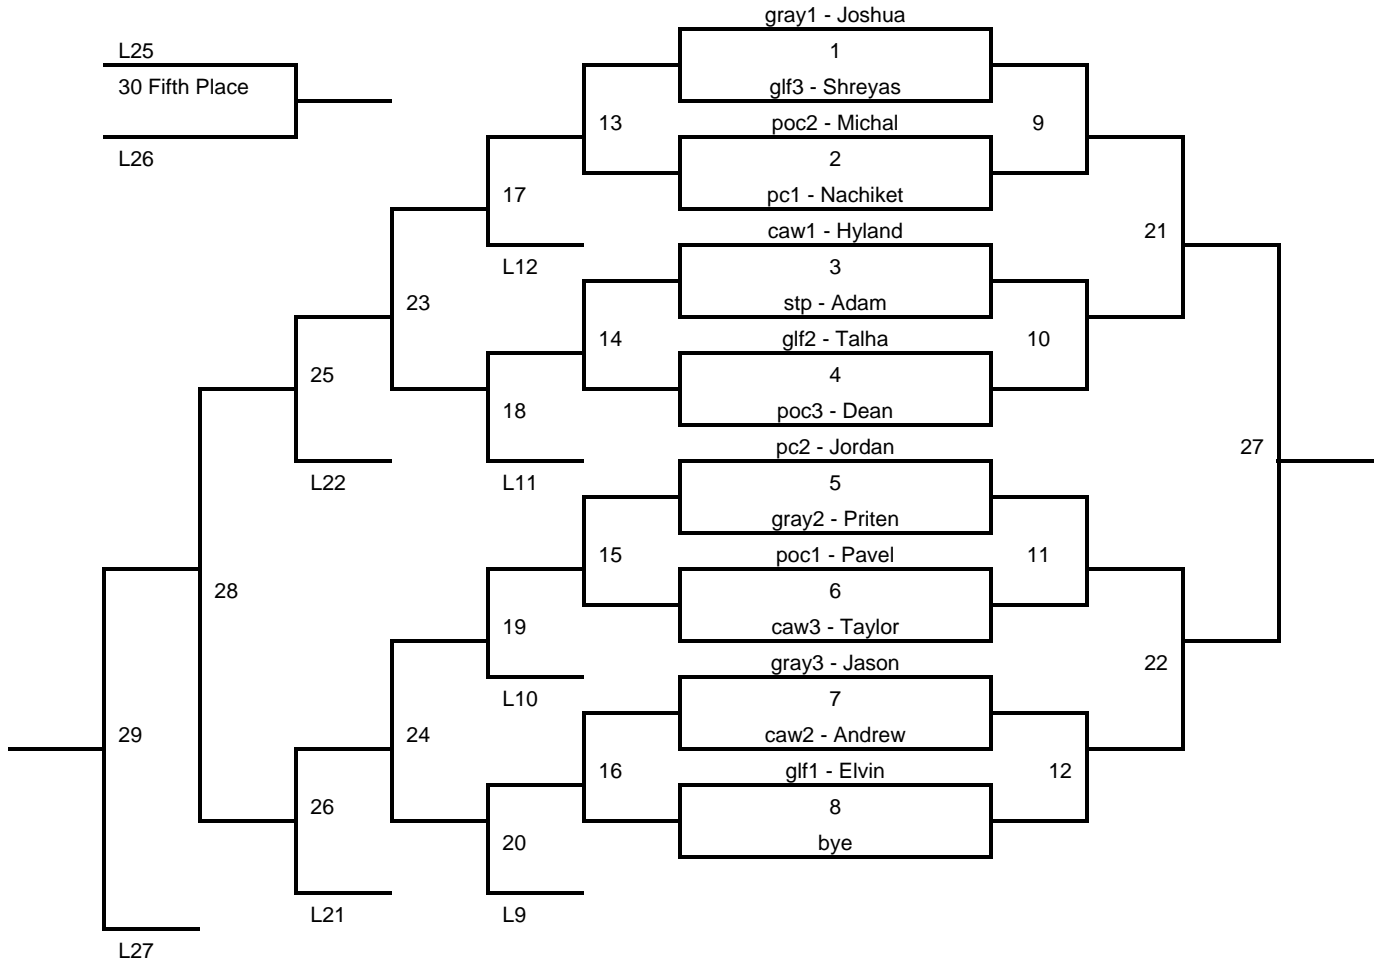 gray1 - Joshua
L25
1
30 Fifth Place
glf3 - Shreyas
13
poc2 - Michal
9
L26
2
17
pc1 - Nachiket
caw1 - Hyland
21
L12
3
23
stp - Adam
14
glf2 - Talha
10
25
4
18
poc3 - Dean
pc2 - Jordan
27
L22
L11
5
gray2 - Priten
15
poc1 - Pavel
11
28
6
19
caw3 - Taylor
gray3 - Jason
22
L10
7
29
24
caw2 - Andrew
16
glf1 - Elvin
12
26
8
20
bye
L21
L9
L27